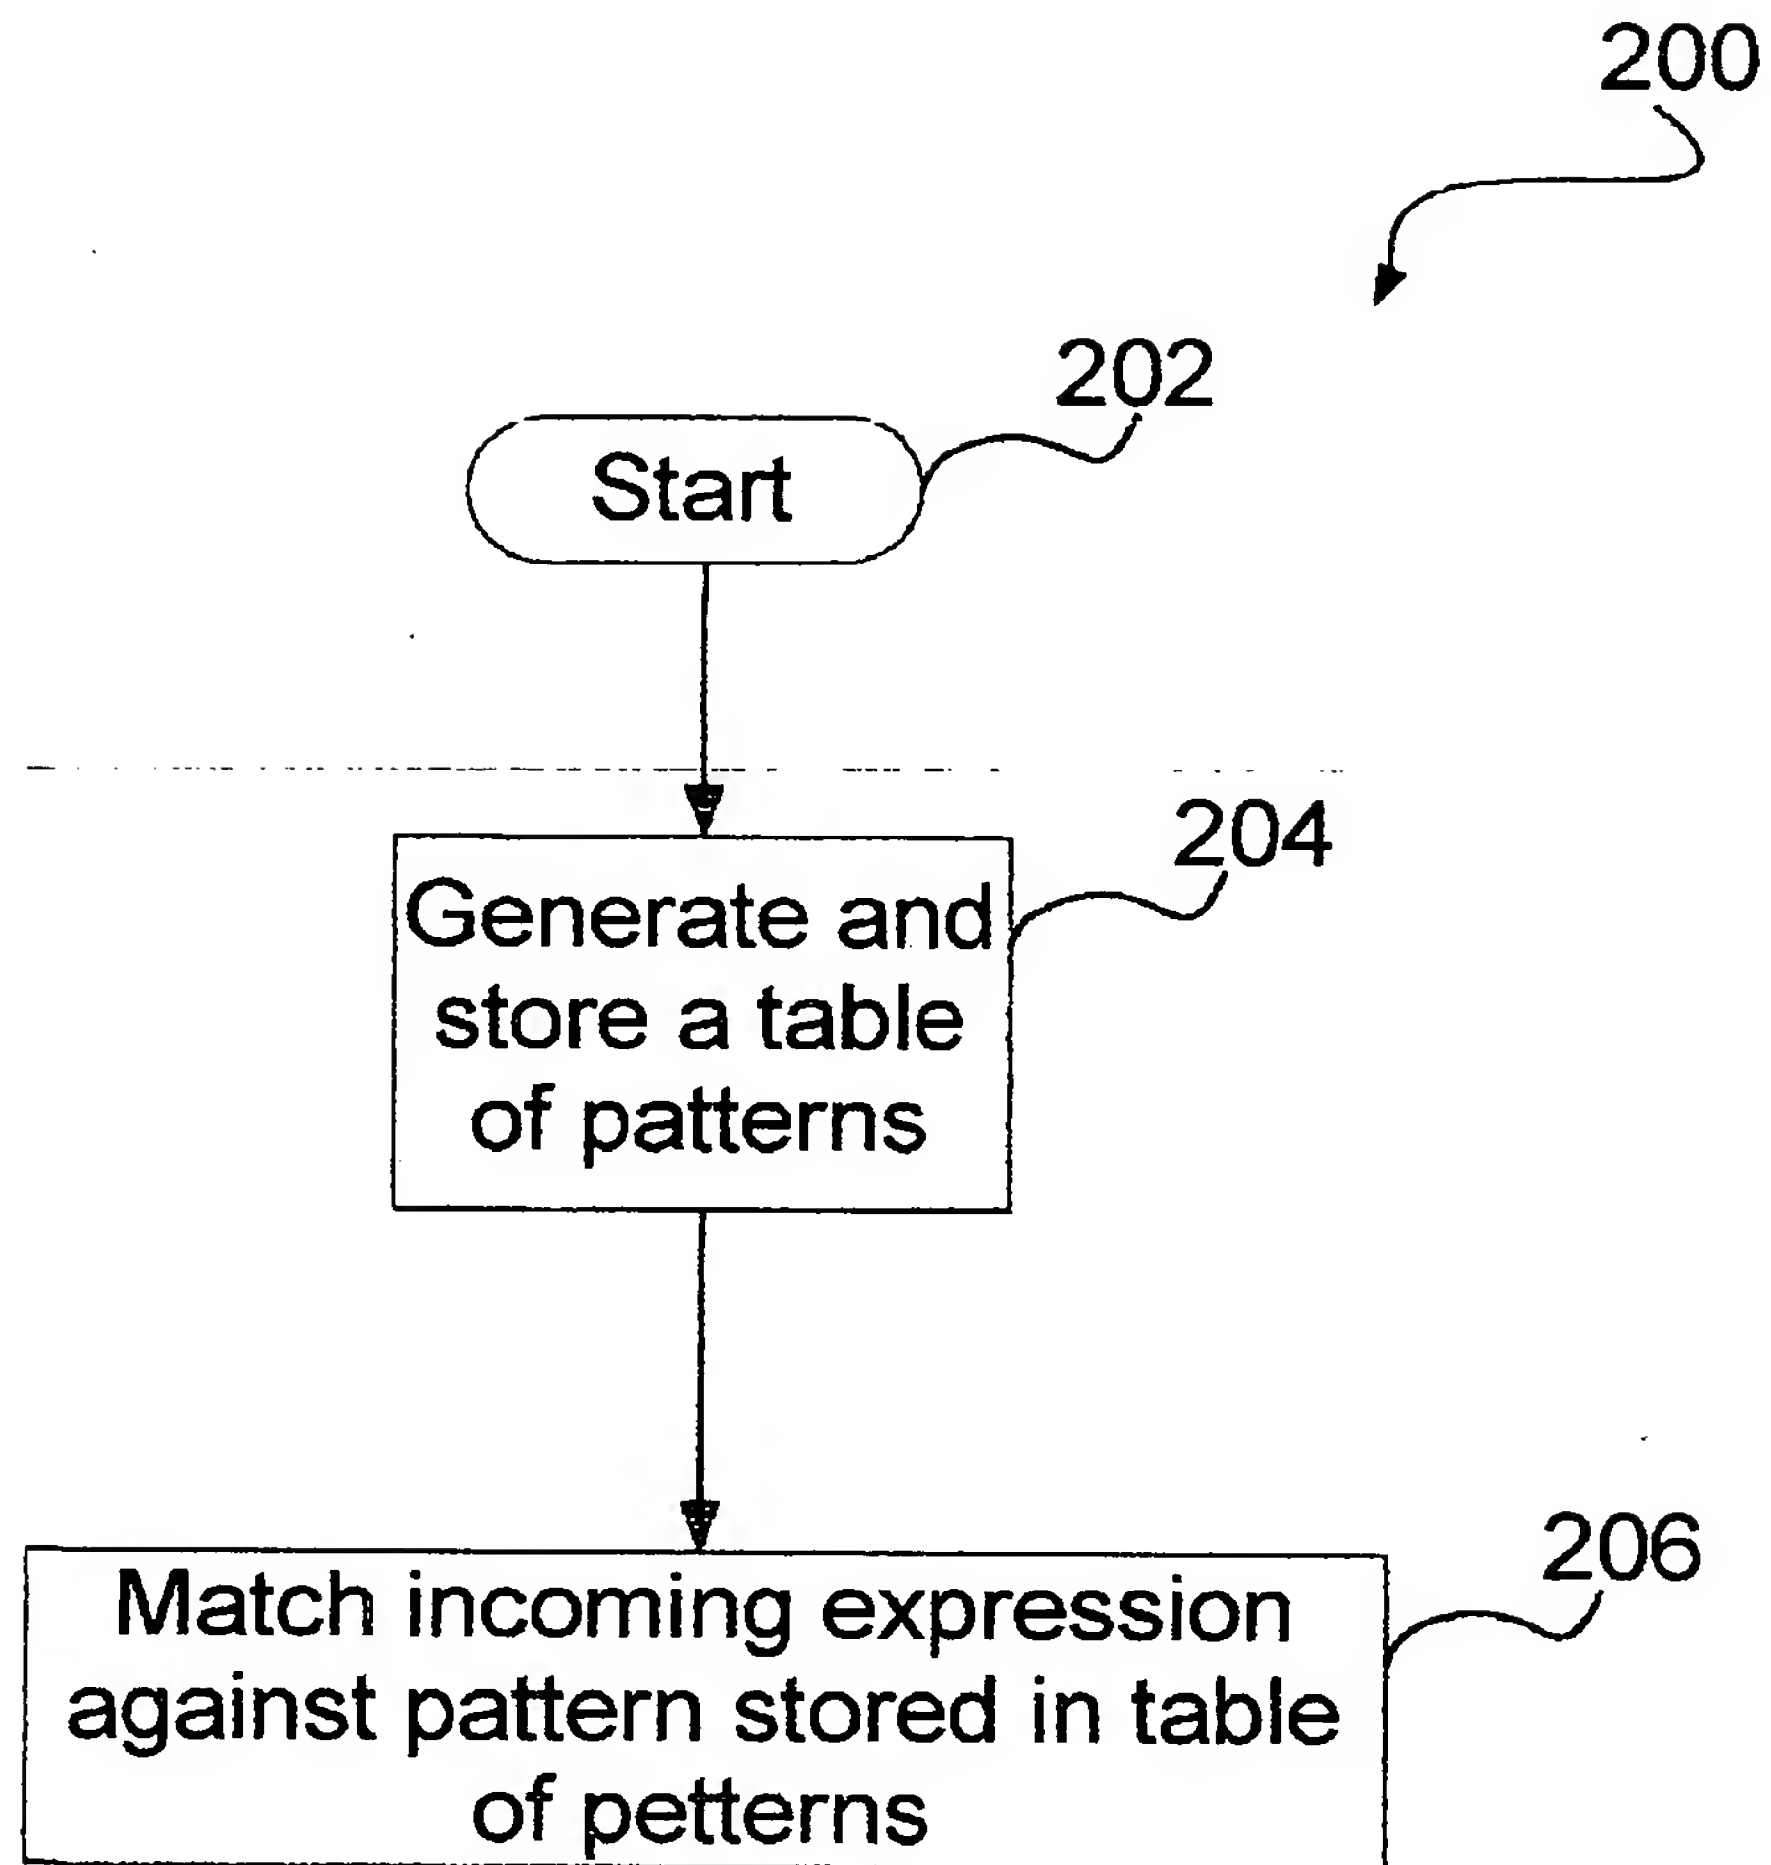 200
202
Start
204
Generate and
store a table
of patterns
206
Match incoming expression
against pattern stored in table
of petterns